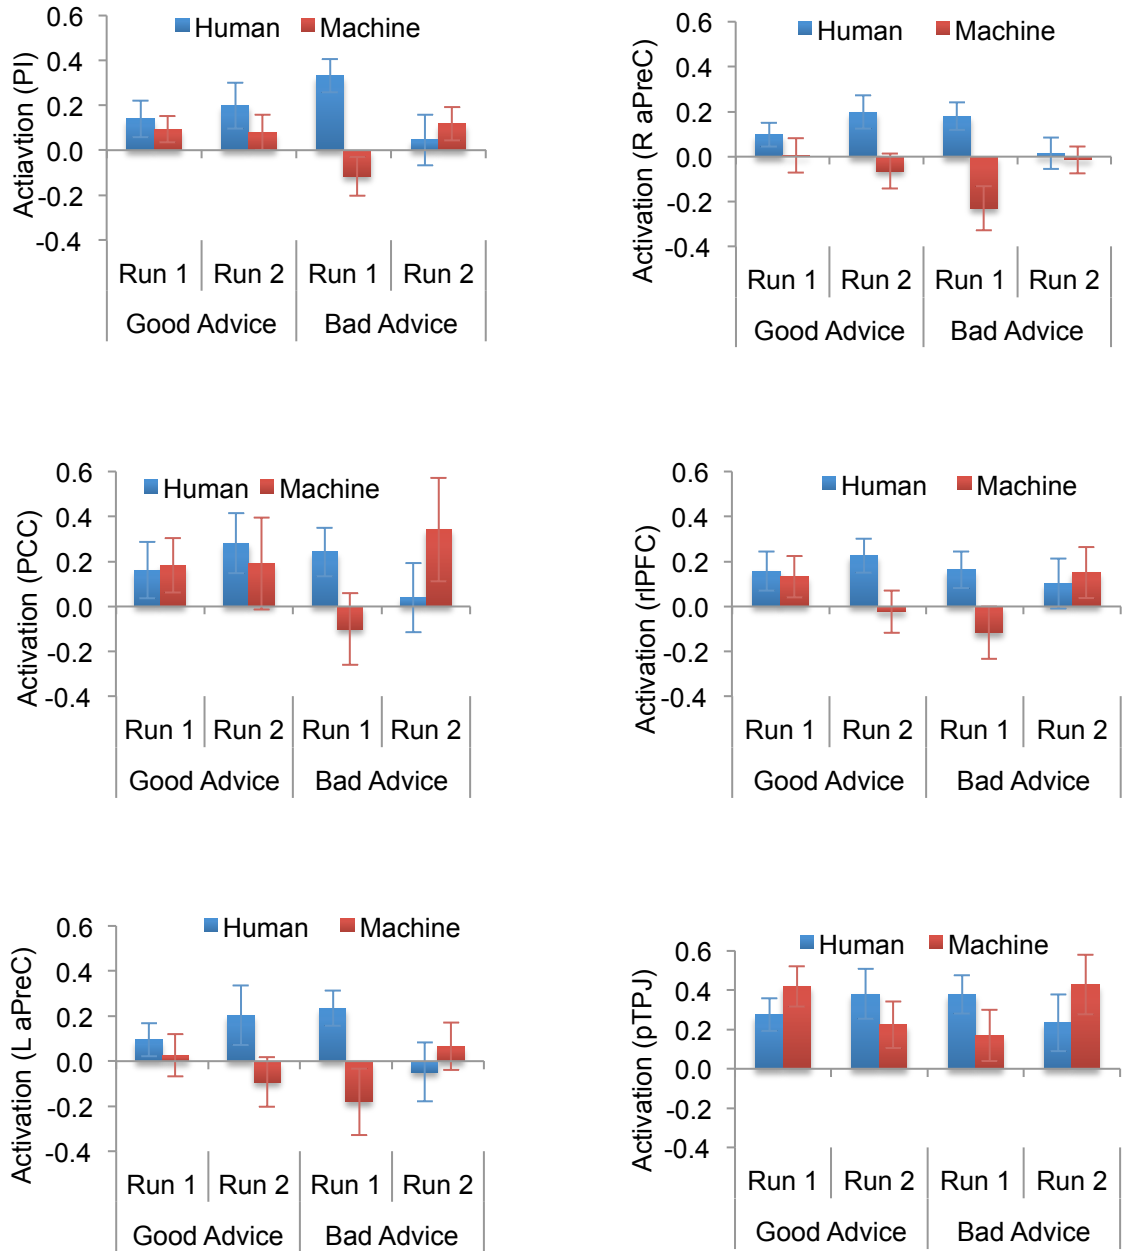 0.6
Human Machine
0.4
0.2
0.0
-0.2
-0.4
Actiavtion (PI)
Run 1 Run 2 Run 1 Run 2
Good Advice Bad Advice
0.6
Human Machine
0.4
0.2
0.0
-0.2
-0.4
Activation (R aPreC)
Run 1 Run 2 Run 1 Run 2
Good Advice Bad Advice
0.6
Human Machine
0.4
0.2
0.0
-0.2
-0.4
Activation (PCC)
Run 1 Run 2 Run 1 Run 2
Good Advice Bad Advice
0.6
Human Machine
0.4
0.2
0.0
-0.2
-0.4
Activation (rlPFC)
Run 1 Run 2 Run 1 Run 2
Good Advice Bad Advice
0.6
Human Machine
0.4
0.2
0.0
-0.2
-0.4
Activation (L aPreC)
Run 1 Run 2 Run 1 Run 2
Good Advice Bad Advice
0.6
Human Machine
0.4
0.2
0.0
-0.2
-0.4
Activation (pTPJ)
Run 1 Run 2 Run 1 Run 2
Good Advice Bad Advice